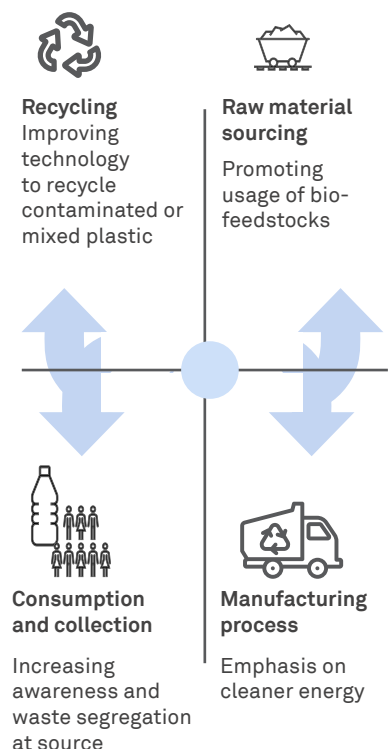 Recycling
Improving
technology
to recycle
contaminated or
mixed plastic
Raw material
sourcing
Promoting
usage of bio-
feedstocks
Consumption
and collection
Increasing
awareness and
waste segregation
at source
Manufacturing
process
Emphasis on
cleaner energy